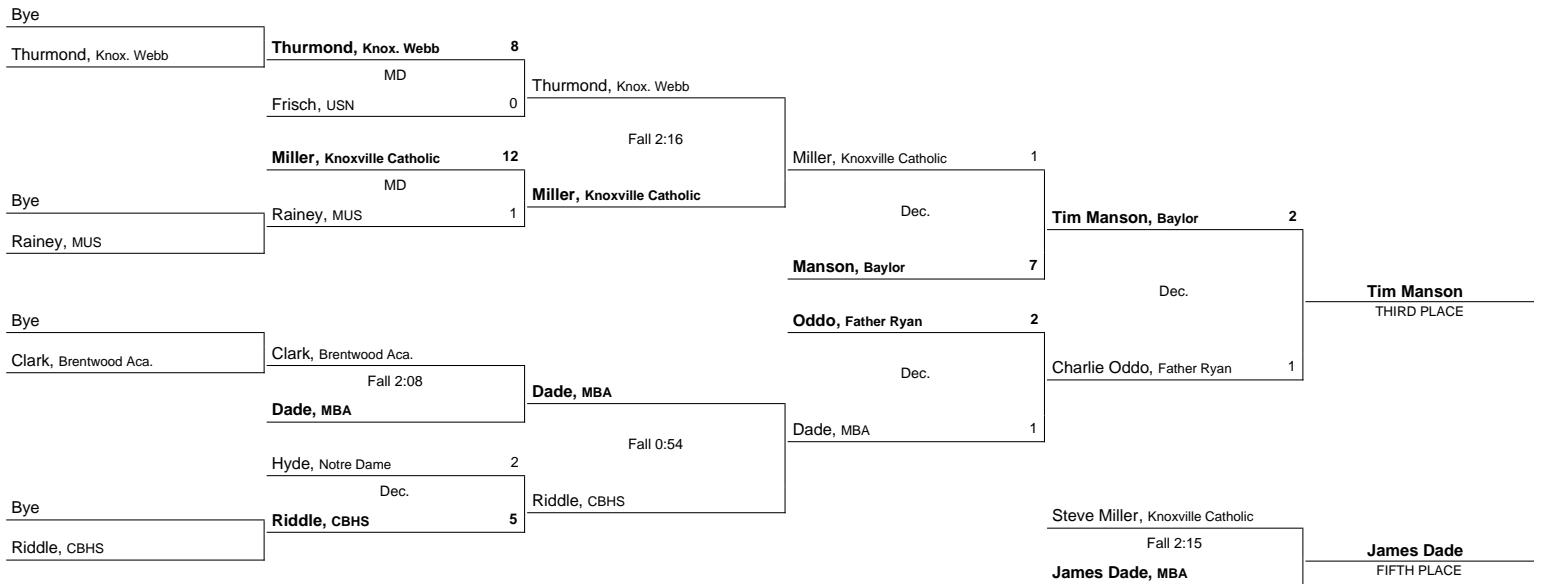 Bye
Thurmond, Knox. Webb
Thurmond, Knox. Webb 8
MD
Frisch, USN 0
Thurmond, Knox. Webb
Fall 2:16
Miller, Knoxville Catholic
Miller, Knoxville Catholic 12
MD
Rainey, MUS 1
Bye
Rainey, MUS
Miller, Knoxville Catholic 1
Dec.
Manson, Baylor 7
Tim Manson, Baylor 2
Dec.
Charlie Oddo, Father Ryan 1
Tim Manson
THIRD PLACE
Bye
Clark, Brentwood Aca.
Clark, Brentwood Aca.
Fall 2:08
Dade, MBA
Dade, MBA
Fall 0:54
Riddle, CBHS
Oddo, Father Ryan 2
Dec.
Dade, MBA 1
Hyde, Notre Dame 2
Dec.
Riddle, CBHS 5
Bye
Riddle, CBHS
Steve Miller, Knoxville Catholic
Fall 2:15
James Dade, MBA
James Dade
FIFTH PLACE